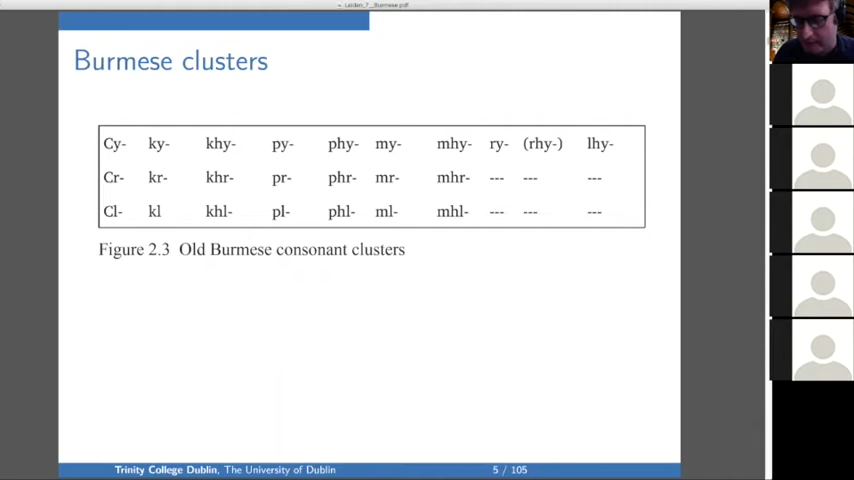 Leiden_7__Burmese.pdf
Burmese clusters
Cy- ky- khy- py- phy- my- mhy- ry- (rhy-) lhy-
Cr- kr- khr- pr- phr- mr- mhr- --- --- ---
Cl- kl khl- pl- phl- ml- mhl- --- --- ---
Figure 2.3 Old Burmese consonant clusters
Trinity College Dublin, The University of Dublin 5 / 105